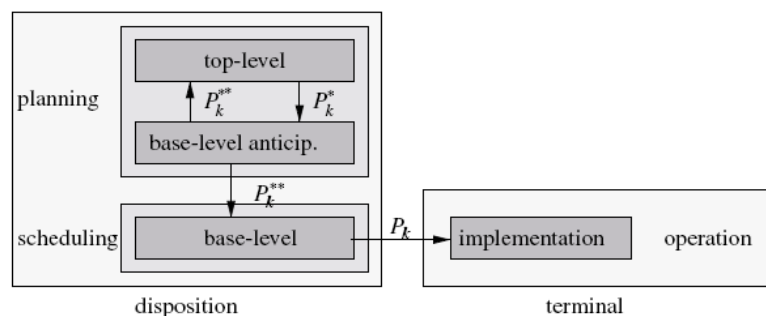 top-level
planning
P_k^{**} P_k^*
base-level anticip.
P_k^{**}
scheduling
base-level
P_k
implementation
operation
disposition
terminal